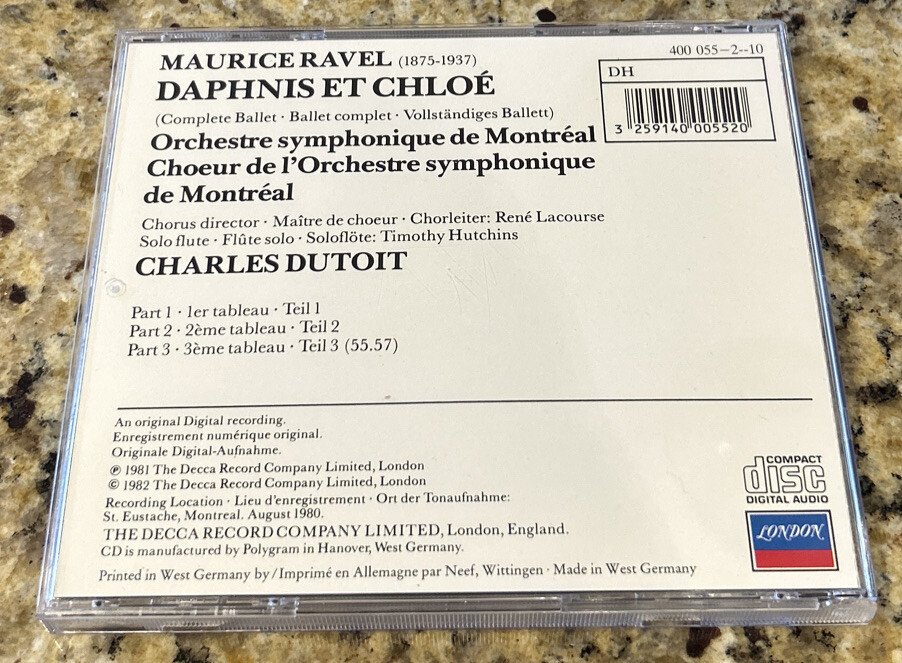 MAURICE RAVEL (1875-1937)
DAPHNIS ET CHLOÉ
(Complete Ballet · Ballet complet · Vollständiges Ballett)
Orchestre symphonique de Montréal
Choeur de l'Orchestre symphonique
de Montréal
Chorus director · Maître de choeur · Chorleiter: René Lacourse
Solo flute · Flûte solo · Soloflöte: Timothy Hutchins
CHARLES DUTOIT
400 055-2--10
DH
3 259140 005520
Part 1 · 1er tableau · Teil 1
Part 2 · 2ème tableau · Teil 2
Part 3 · 3ème tableau · Teil 3 (55.57)
An original Digital recording.
Enregistrement numérique original.
Originale Digital-Aufnahme.
℗ 1981 The Decca Record Company Limited, London
© 1982 The Decca Record Company Limited, London
Recording Location · Lieu d'enregistrement · Ort der Tonaufnahme:
St. Eustache, Montreal. August 1980.
THE DECCA RECORD COMPANY LIMITED, London, England.
CD is manufactured by Polygram in Hanover, West Germany.
Printed in West Germany by/Imprimé en Allemagne par Neef, Wittingen · Made in West Germany
COMPACT
disc
DIGITAL AUDIO
LONDON